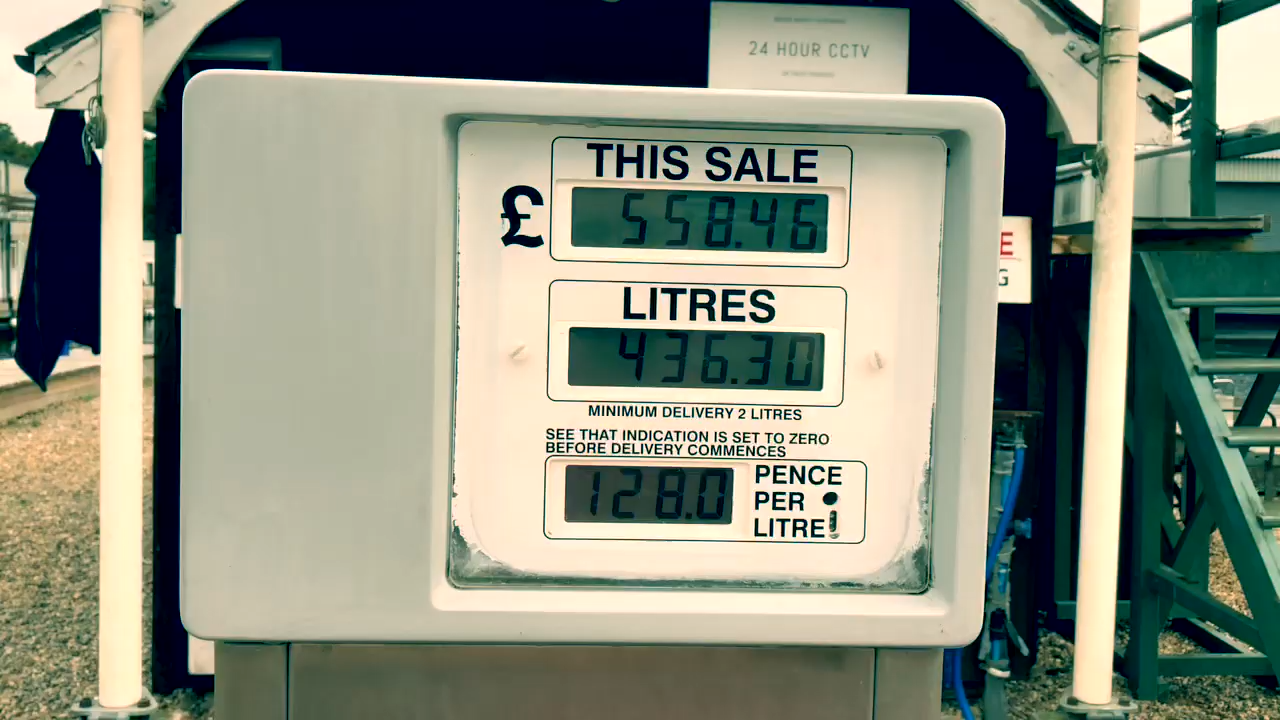 24 HOUR CCTV
THIS SALE
£
558.46
LITRES
436.30
MINIMUM DELIVERY 2 LITRES
SEE THAT INDICATION IS SET TO ZERO
BEFORE DELIVERY COMMENCES
128.0
PENCE
PER
LITRE
E
G